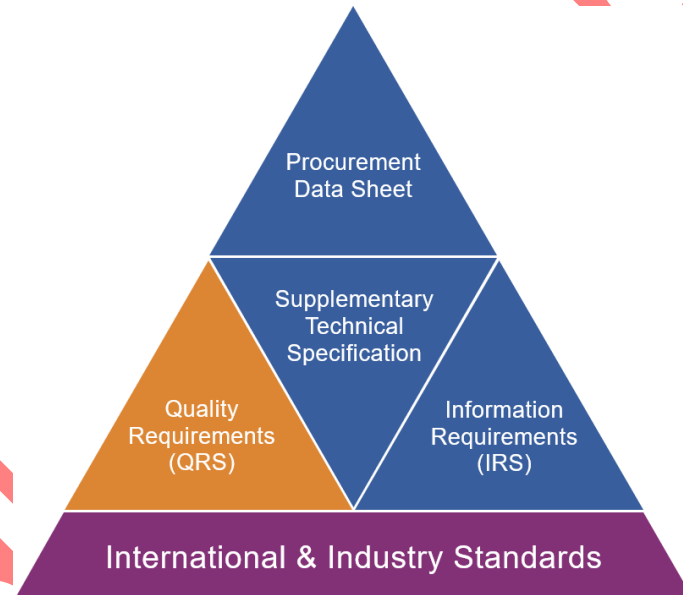 Procurement
Data Sheet
Supplementary
Technical
Specification
Quality
Requirements
(QRS)
Information
Requirements
(IRS)
International & Industry Standards